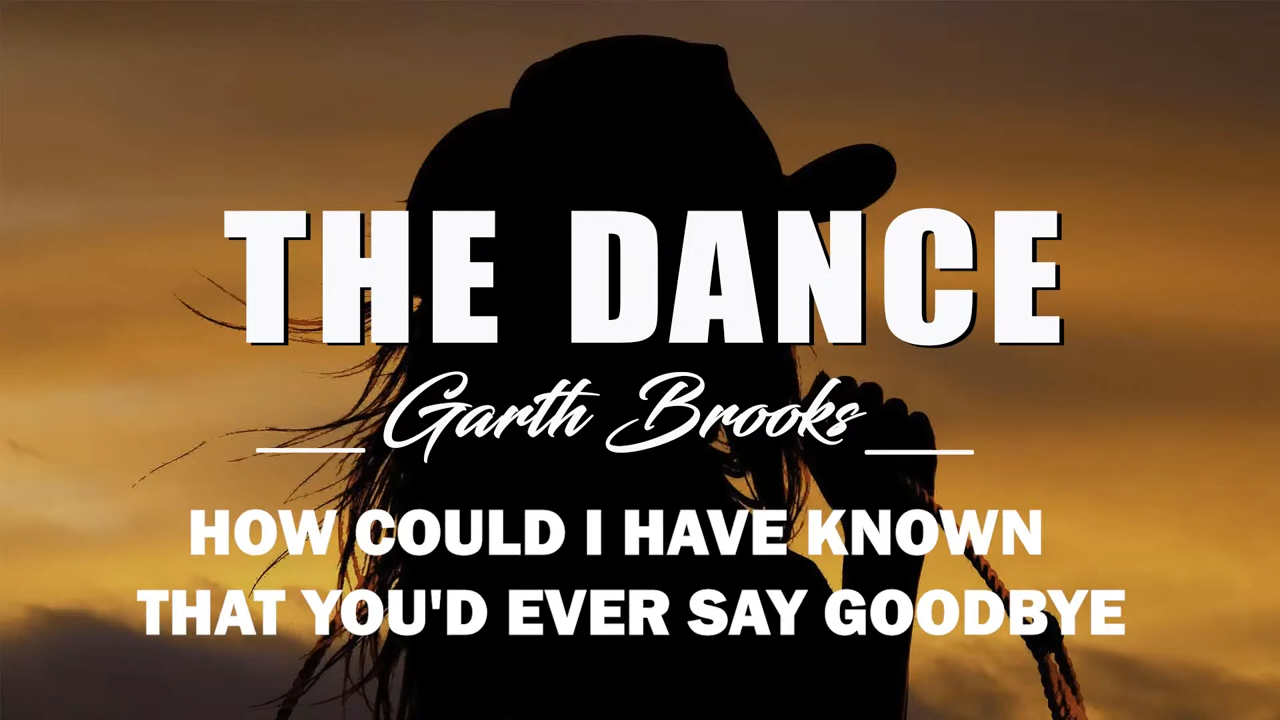 THE DANCE
Garth Brooks
HOW COULD I HAVE KNOWN
THAT YOU'D EVER SAY GOODBYE